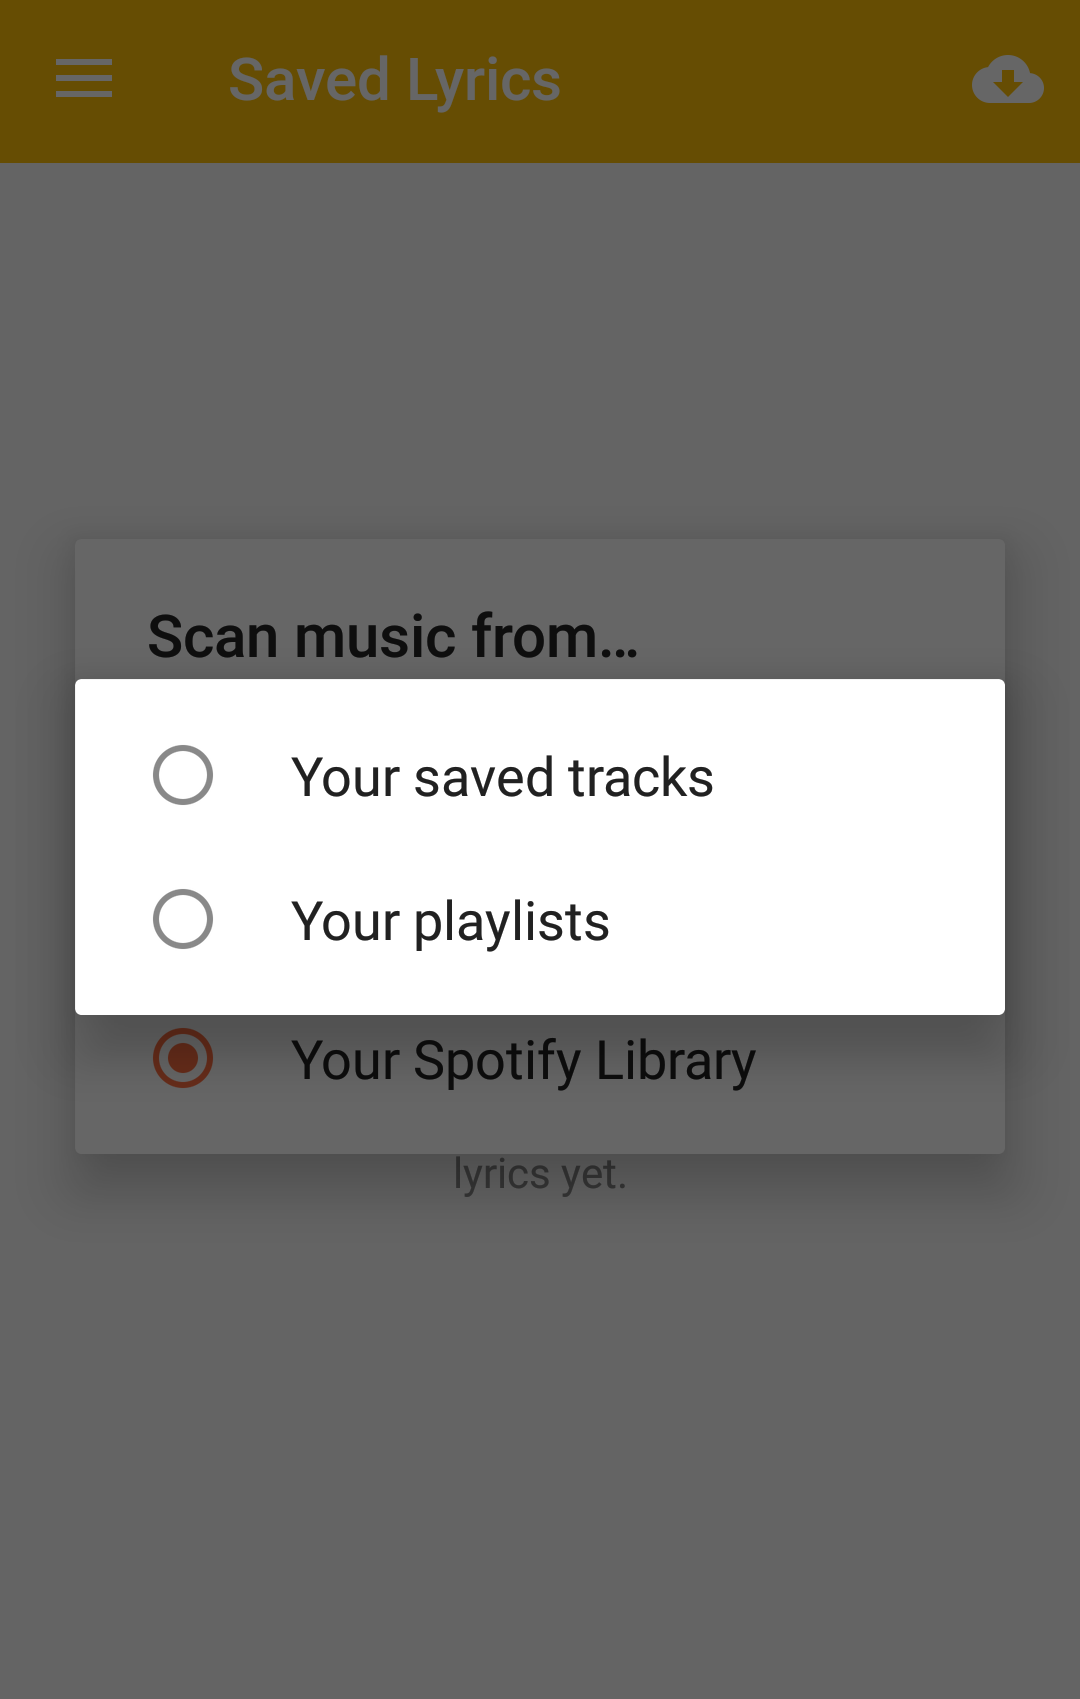 Saved Lyrics
Scan music from...
Your saved tracks
Your playlists
Your Spotify Library
lyrics yet.